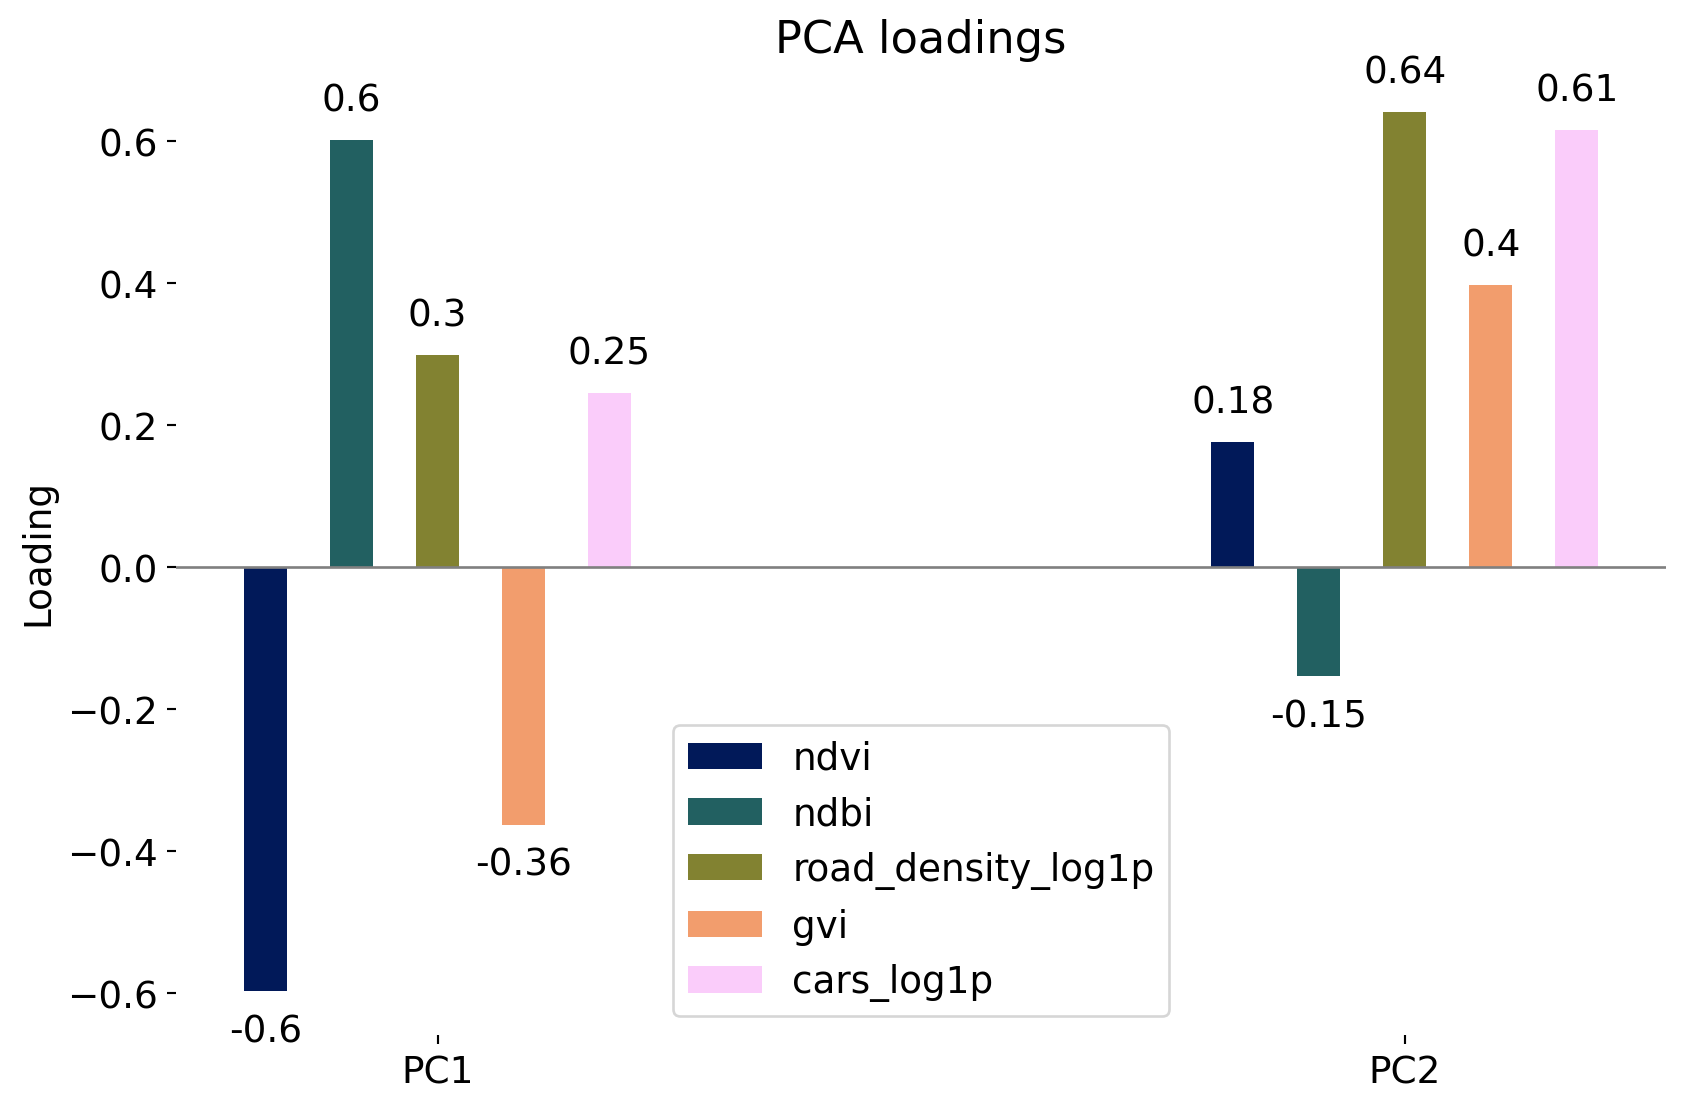 PCA loadings
0.64
0.6
0.61
0.6
0.4
0.4
0.3
0.25
0.2
0.18
Loading
0.0
−0.2
-0.15
ndvi
ndbi
−0.4
-0.36
road_density_log1p
gvi
cars_log1p
−0.6
-0.6
PC1
PC2